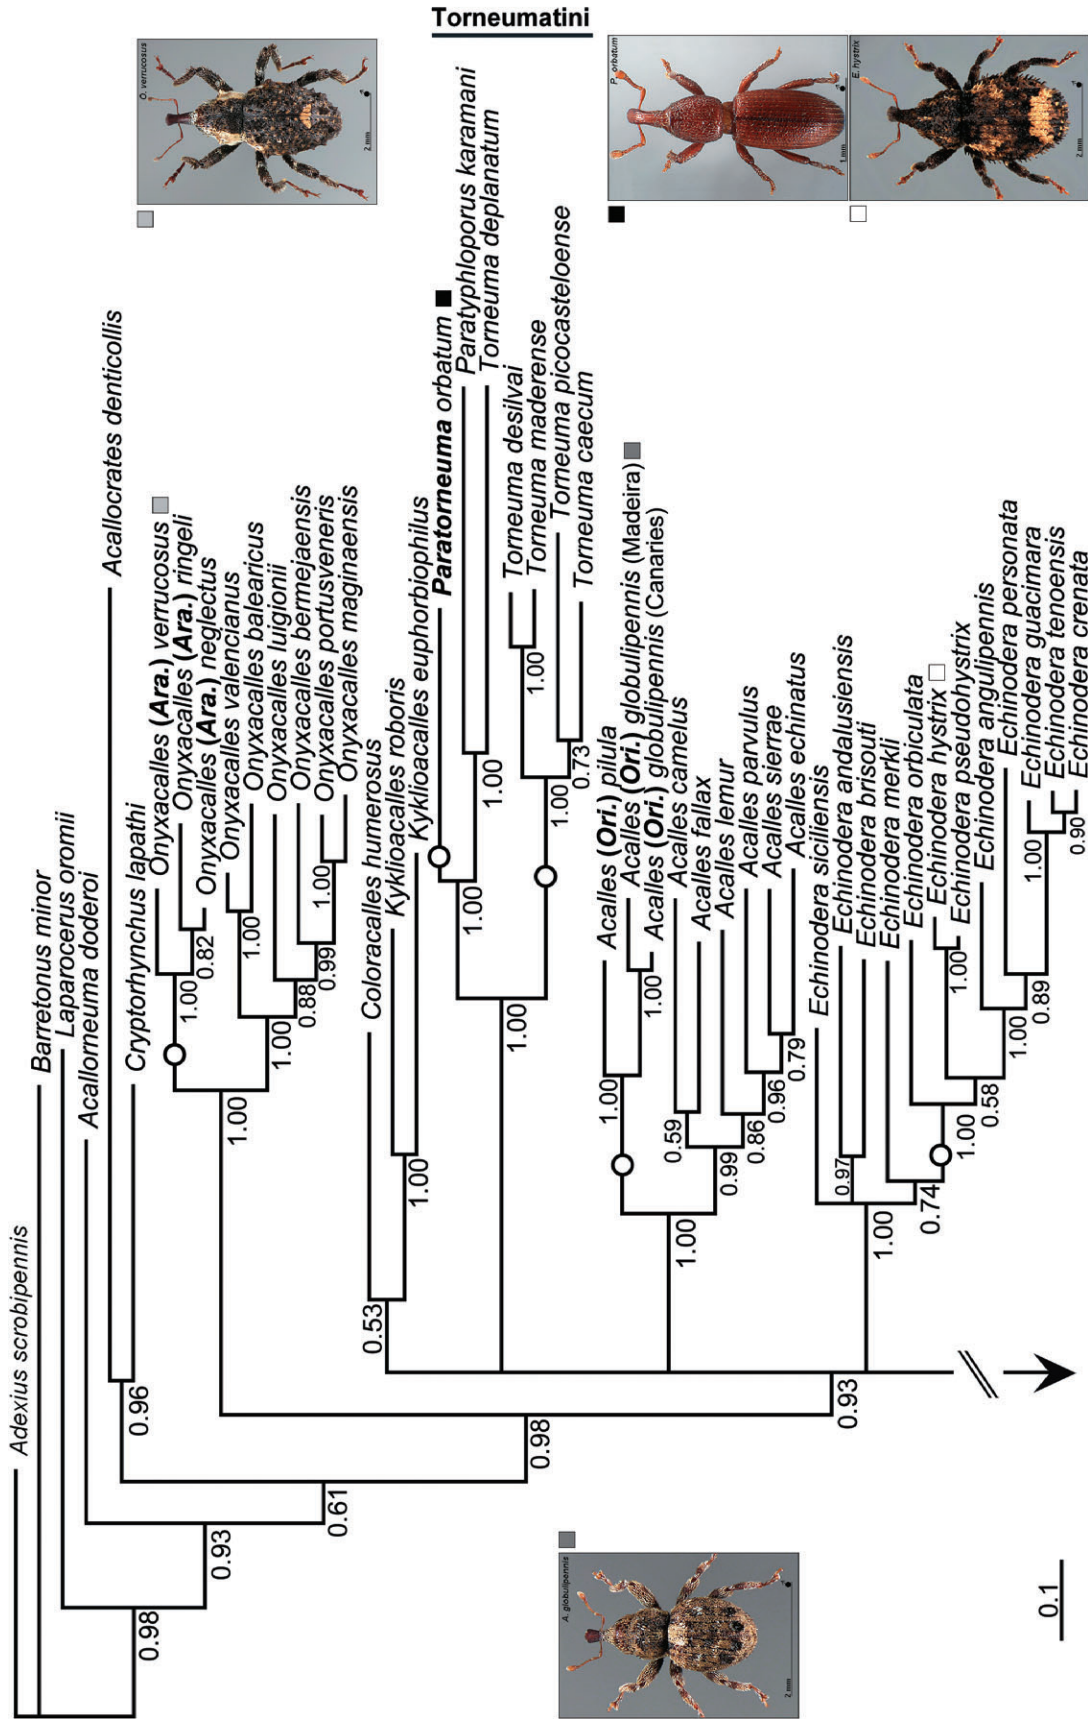 Torneumatini
O. verrucosus
2 mm
P. orbatum
1 mm
E. hystrix
2 mm
A. globulipennis
2 mm
Adexius scrobipennis
Barretonus minor
Laparocerus oromii
Acallorneuma doderoi
Acallocrates denticollis
Cryptorhynchus lapathi
Onyxacalles (Ara.) verrucosus
Onyxacalles (Ara.) ringeli
Onyxacalles (Ara.) neglectus
Onyxacalles valencianus
Onyxacalles balearicus
Onyxacalles luigionii
Onyxacalles bermejaensis
Onyxacalles portusveneris
Onyxacalles maginaensis
Coloracalles humerosus
Kyklioacalles roboris
Kyklioacalles euphorbiophilus
Paratorneuma orbatum
Paratyphloporus karamani
Torneuma deplanatum
Torneuma desilvai
Torneuma maderense
Torneuma picocasteloense
Torneuma caecum
Acalles (Ori.) pilula
Acalles (Ori.) globulipennis (Madeira)
Acalles (Ori.) globulipennis (Canaries)
Acalles camelus
Acalles fallax
Acalles lemur
Acalles parvulus
Acalles sierrae
Acalles echinatus
Echinodera siciliensis
Echinodera andalusiensis
Echinodera brisouti
Echinodera merkli
Echinodera orbiculata
Echinodera hystrix
Echinodera pseudohystrix
Echinodera angulipennis
Echinodera personata
Echinodera guacimara
Echinodera tenoensis
Echinodera crenata
0.98
0.93
0.61
0.96
0.98
1.00
1.00
0.82
1.00
1.00
0.88
0.99
1.00
0.93
0.53
1.00
1.00
1.00
1.00
1.00
1.00
0.73
1.00
1.00
1.00
0.59
0.99
0.86
0.96
0.79
1.00
0.97
0.74
1.00
1.00
0.58
1.00
0.89
1.00
0.90
0.1